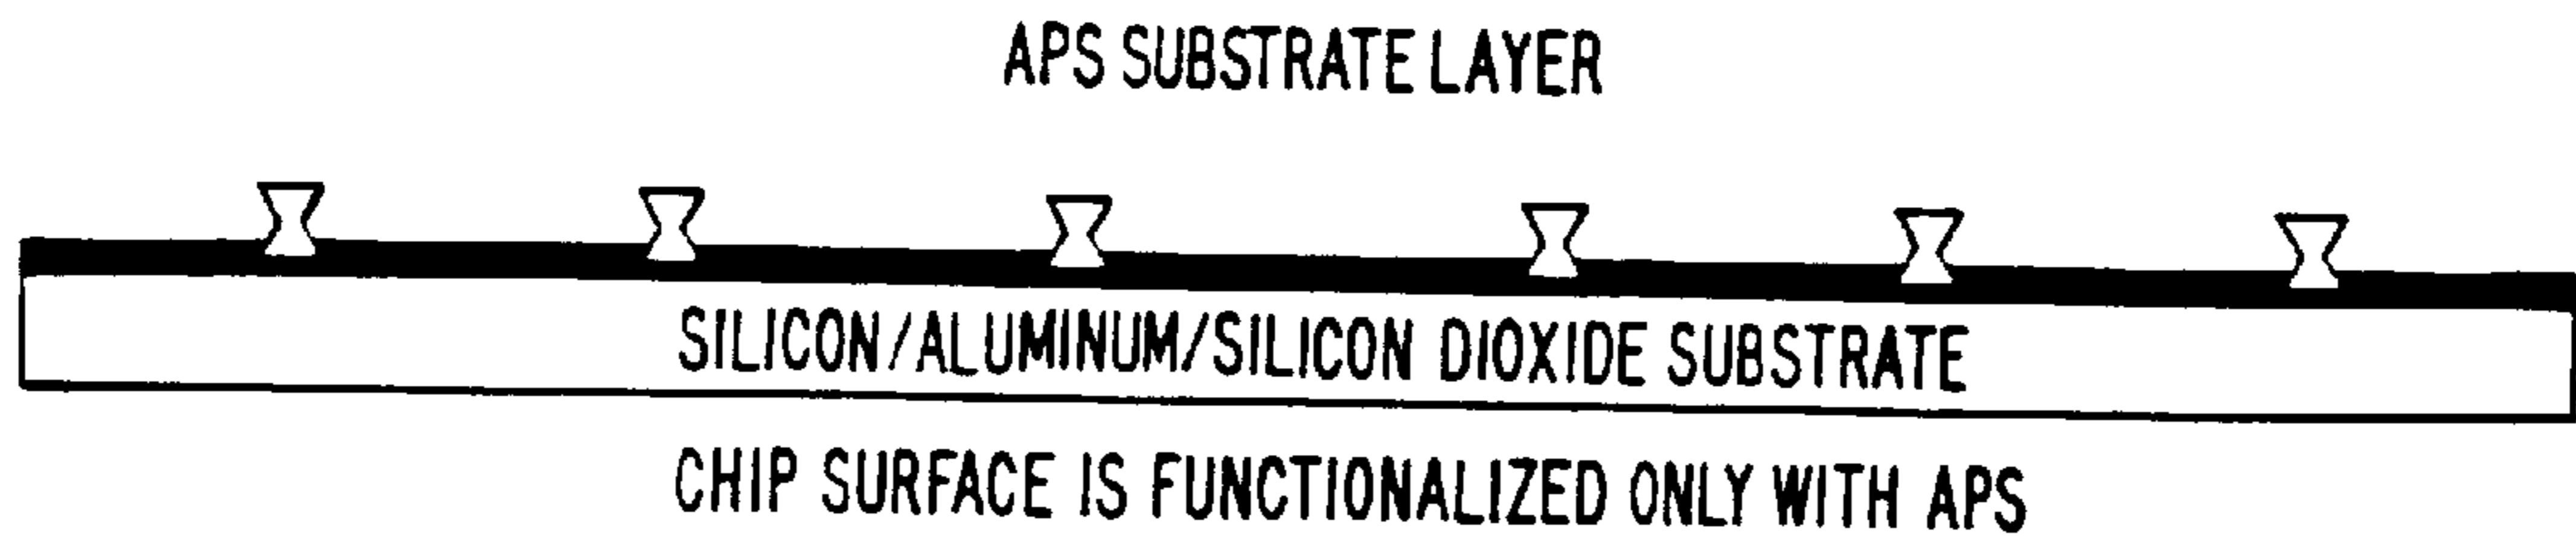 APS SUBSTRATE LAYER
SILICON/ALUMINUM/SILICON DIOXIDE SUBSTRATE
CHIP SURFACE IS FUNCTIONALIZED ONLY WITH APS